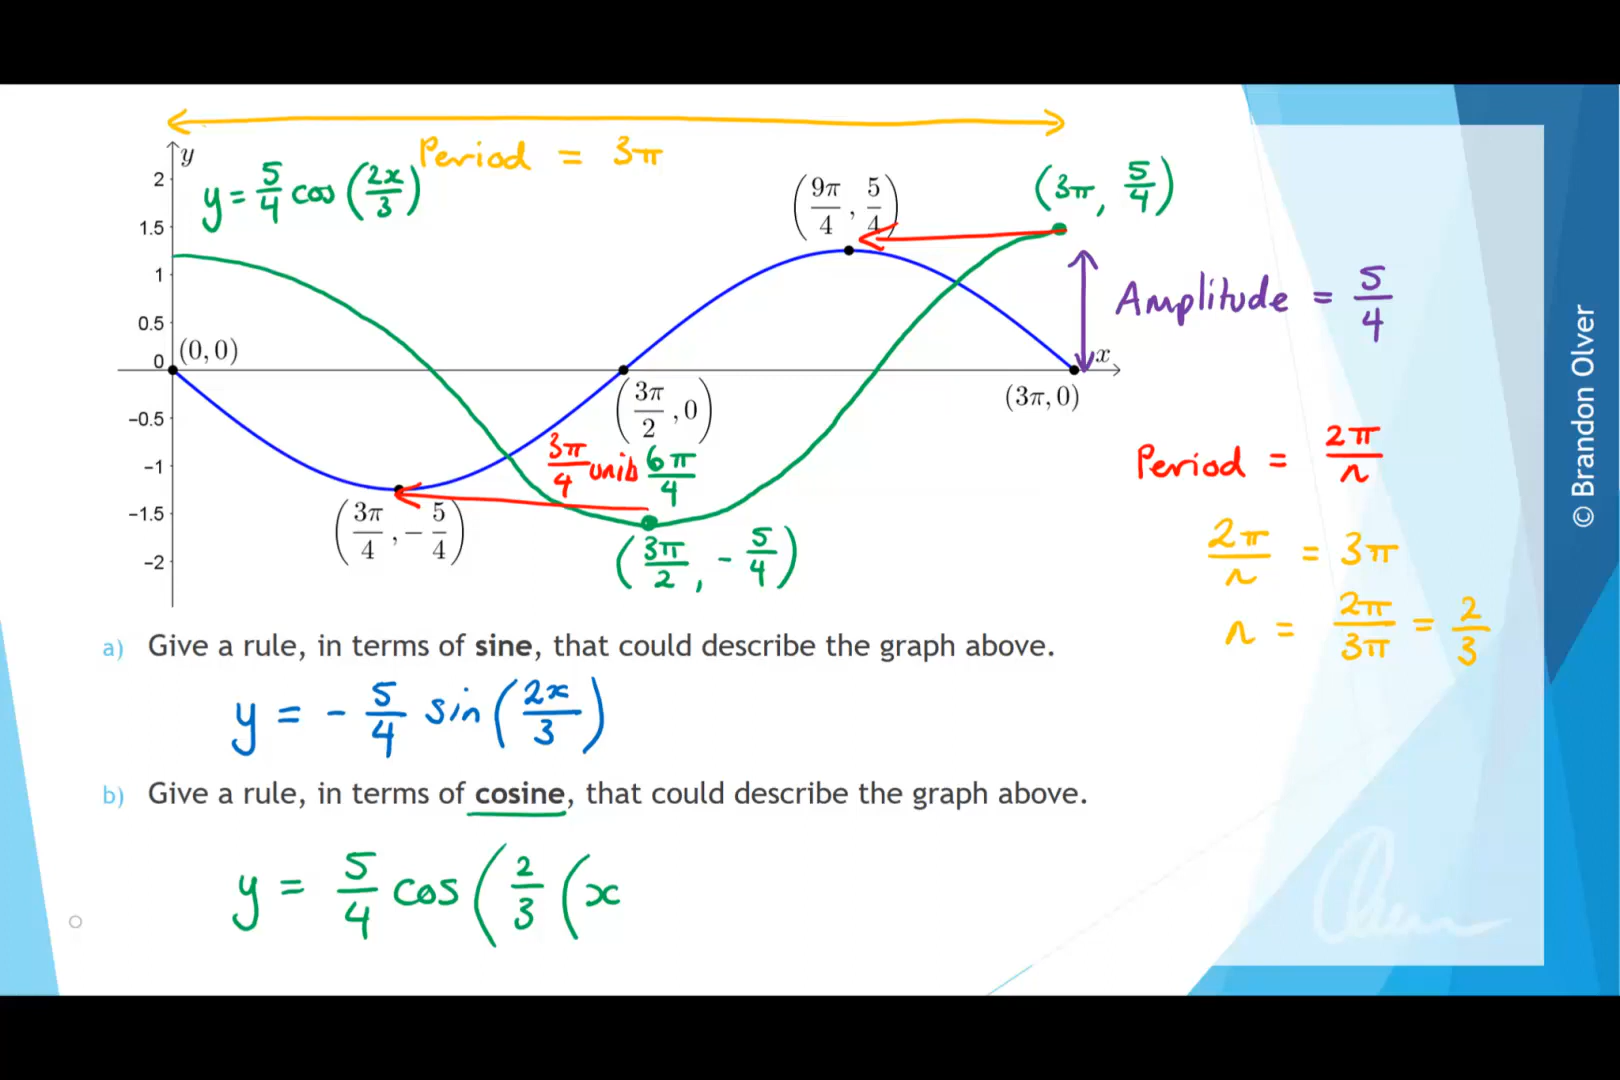 Period = 3π
y
y = 5/4 cos (2x/3)
2
1.5
1
0.5
0
-0.5
-1
-1.5
-2
(0, 0)
(9π/4, 5/4)
(3π, 5/4)
Amplitude = 5/4
x
(3π, 0)
(3π/2, 0)
3π/4 units
6π/4
(3π/4, -5/4)
(3π/2, -5/4)
Period = 2π/n
2π/n = 3π
n = 2π/3π = 2/3
a) Give a rule, in terms of sine, that could describe the graph above.
y = - 5/4 sin (2x/3)
b) Give a rule, in terms of cosine, that could describe the graph above.
y = 5/4 cos (2/3 (x
© Brandon Olver